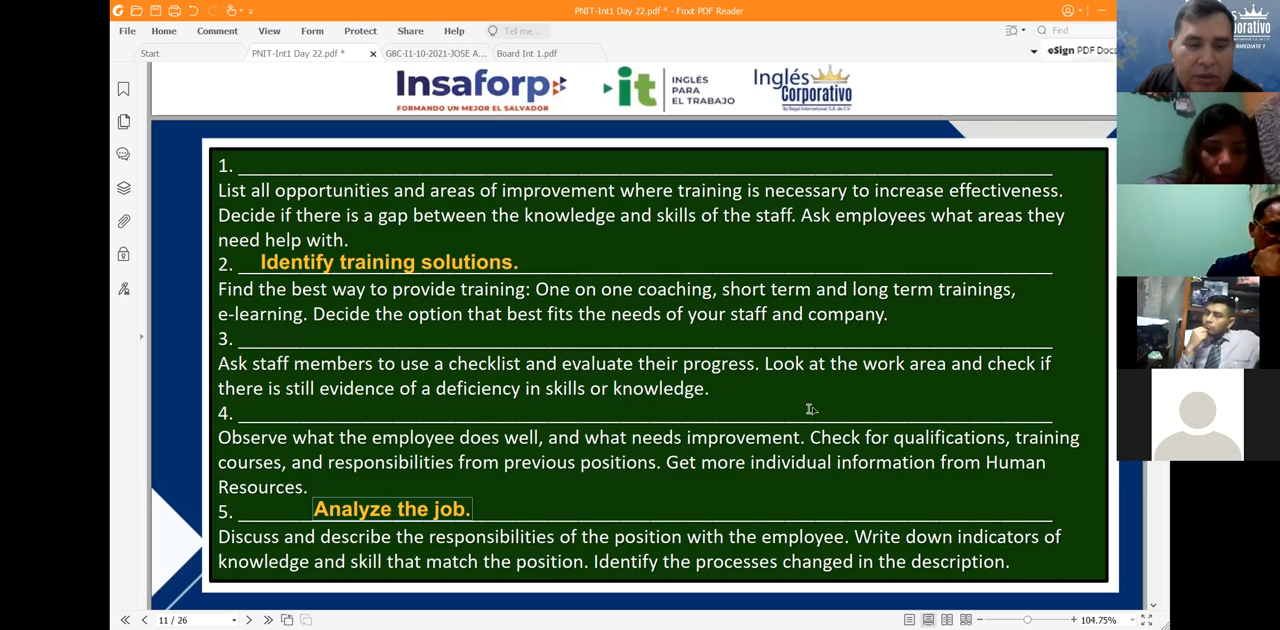 PNIT-Int1 Day 22.pdf * - Foxit PDF Reader
File Home Comment View Form Protect Share Help Tell me... Find
Start PNIT-Int1 Day 22.pdf * G8C-I1-10-2021-JOSE A... Board Int 1.pdf eSign PDF Docs
Insaforp
FORMANDO UN MEJOR EL SALVADOR
it
INGLÉS
PARA
EL TRABAJO
Inglés
Corporativo
1.
List all opportunities and areas of improvement where training is necessary to increase effectiveness.
Decide if there is a gap between the knowledge and skills of the staff. Ask employees what areas they
need help with.
2. Identify training solutions.
Find the best way to provide training: One on one coaching, short term and long term trainings,
e-learning. Decide the option that best fits the needs of your staff and company.
3.
Ask staff members to use a checklist and evaluate their progress. Look at the work area and check if
there is still evidence of a deficiency in skills or knowledge.
4.
Observe what the employee does well, and what needs improvement. Check for qualifications, training
courses, and responsibilities from previous positions. Get more individual information from Human
Resources.
5. Analyze the job.
Discuss and describe the responsibilities of the position with the employee. Write down indicators of
knowledge and skill that match the position. Identify the processes changed in the description.
11 / 26
104.75%